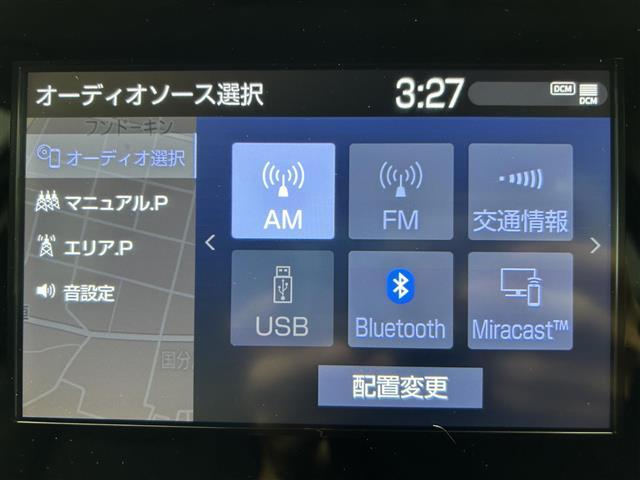 オーディオソース選択
3:27
DCM
DCM
フンドーキン
オーディオ選択
マニュアル.P
エリア.P
音設定
国分
AM
FM
交通情報
USB
Bluetooth
Miracast™
配置変更